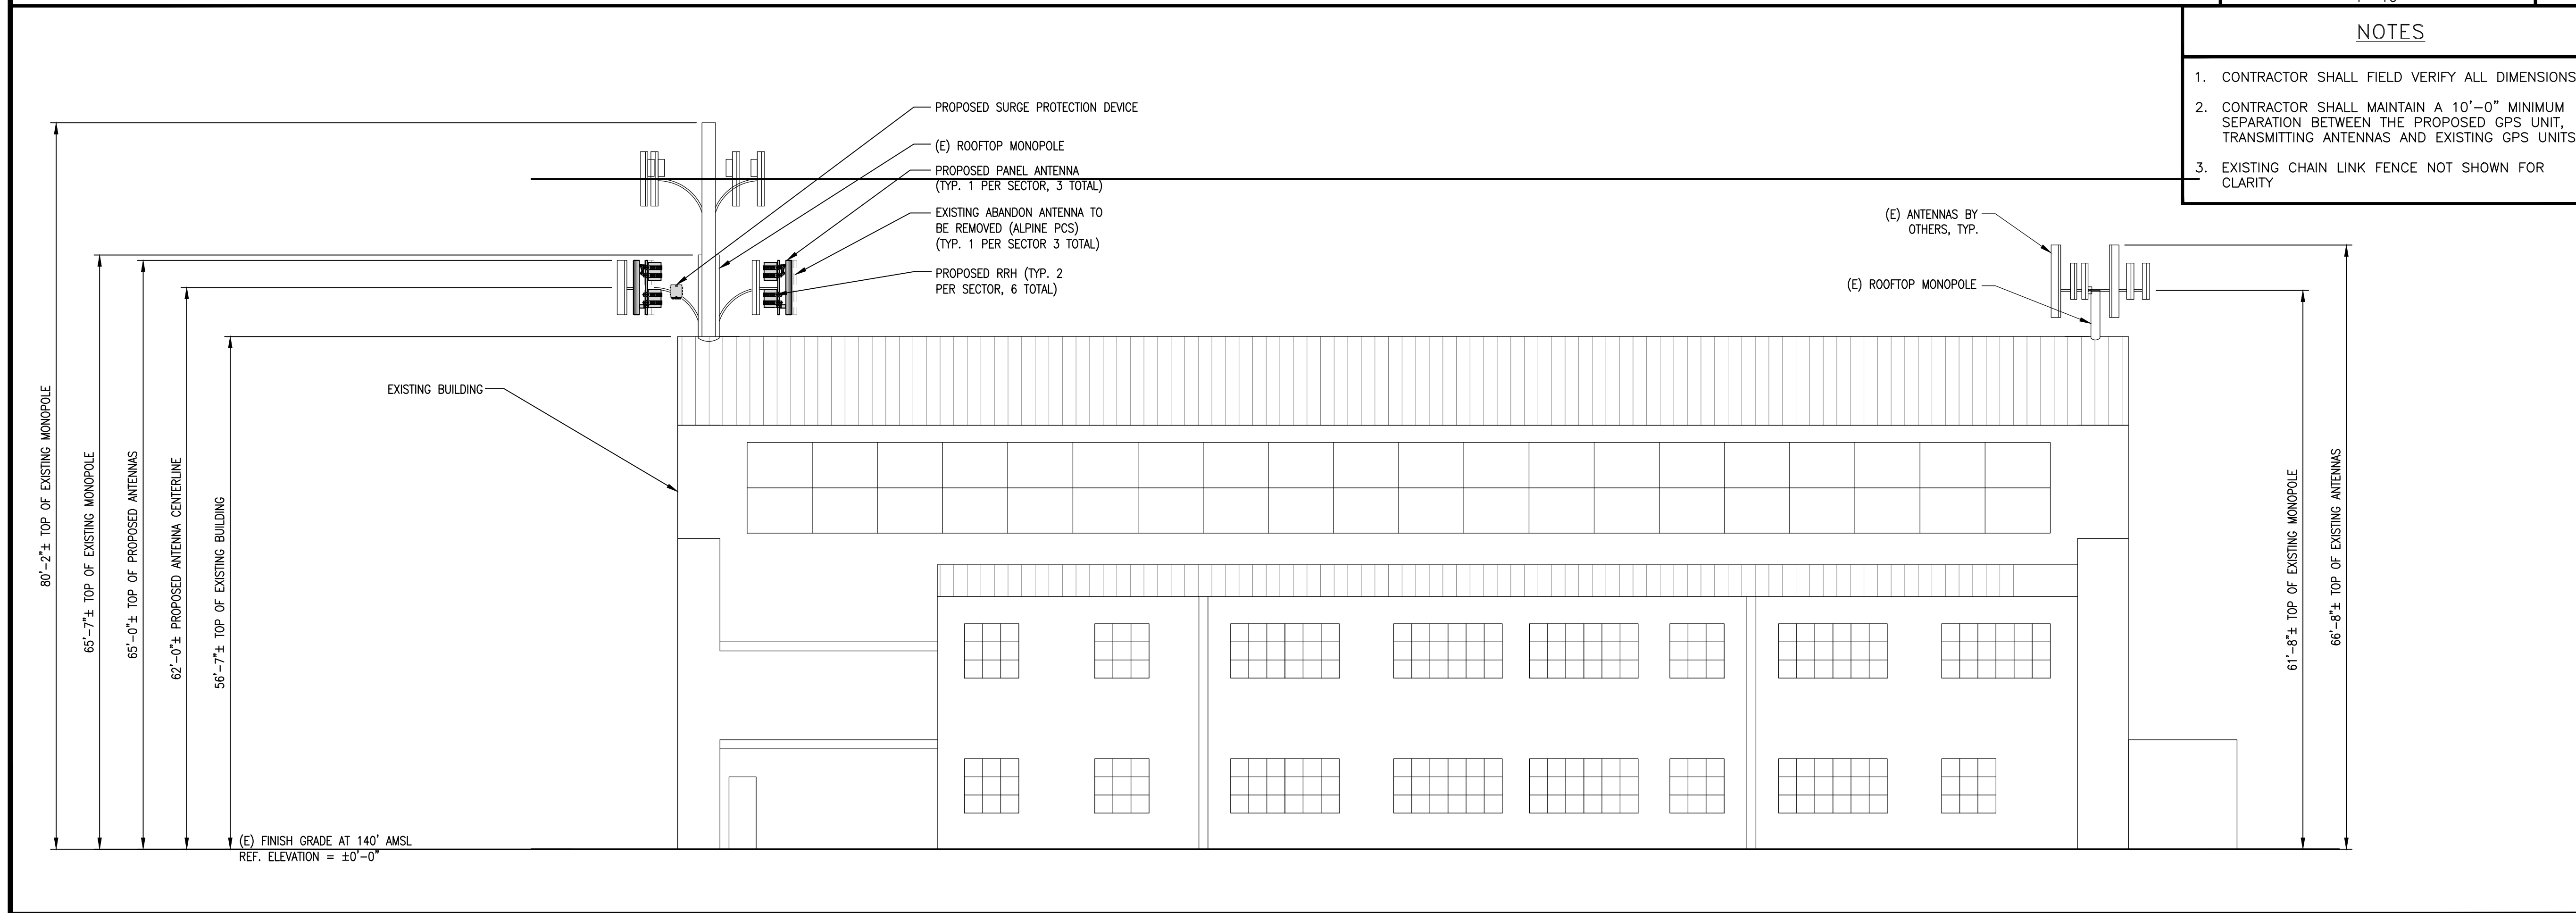 NOTES
1. CONTRACTOR SHALL FIELD VERIFY ALL DIMENSIONS
2. CONTRACTOR SHALL MAINTAIN A 10'-0" MINIMUM
SEPARATION BETWEEN THE PROPOSED GPS UNIT,
TRANSMITTING ANTENNAS AND EXISTING GPS UNITS
3. EXISTING CHAIN LINK FENCE NOT SHOWN FOR
CLARITY
PROPOSED SURGE PROTECTION DEVICE
(E) ROOFTOP MONOPOLE
PROPOSED PANEL ANTENNA
(TYP. 1 PER SECTOR, 3 TOTAL)
EXISTING ABANDON ANTENNA TO
BE REMOVED (ALPINE PCS)
(TYP. 1 PER SECTOR 3 TOTAL)
PROPOSED RRH (TYP. 2
PER SECTOR, 6 TOTAL)
(E) ANTENNAS BY
OTHERS, TYP.
(E) ROOFTOP MONOPOLE
EXISTING BUILDING
80'-2"± TOP OF EXISTING MONOPOLE
65'-7"± TOP OF EXISTING MONOPOLE
65'-0"± TOP OF PROPOSED ANTENNAS
62'-0"± PROPOSED ANTENNA CENTERLINE
56'-7"± TOP OF EXISTING BUILDING
61'-8"± TOP OF EXISTING MONOPOLE
66'-8"± TOP OF EXISTING ANTENNAS
(E) FINISH GRADE AT 140' AMSL
REF. ELEVATION = ±0'-0"